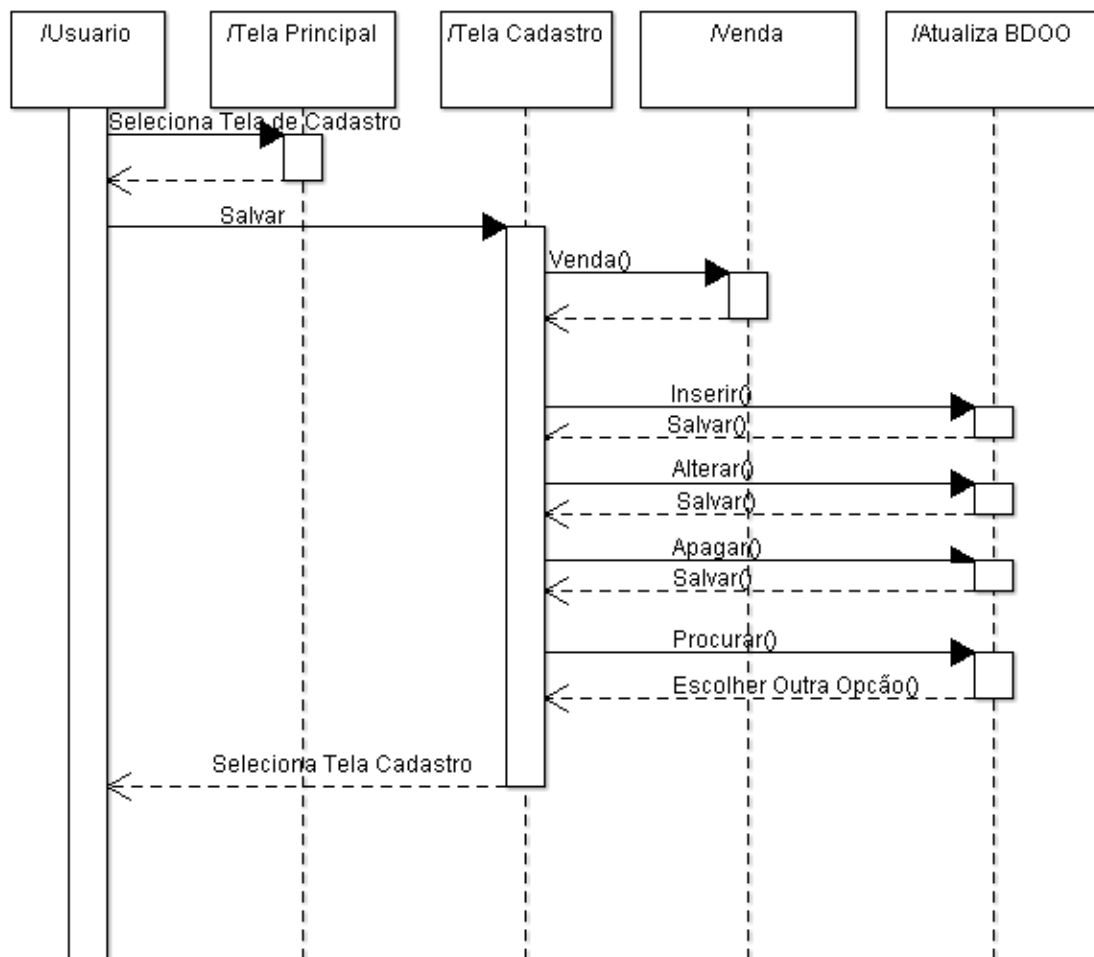 /Usuario
/Tela Principal
/Tela Cadastro
/Venda
/Atualiza BDOO
Seleciona Tela de Cadastro
Salvar
Venda()
Inserir()
Salvar()
Alterar()
Salvar()
Apagar()
Salvar()
Procurar()
Escolher Outra Opcão()
Seleciona Tela Cadastro